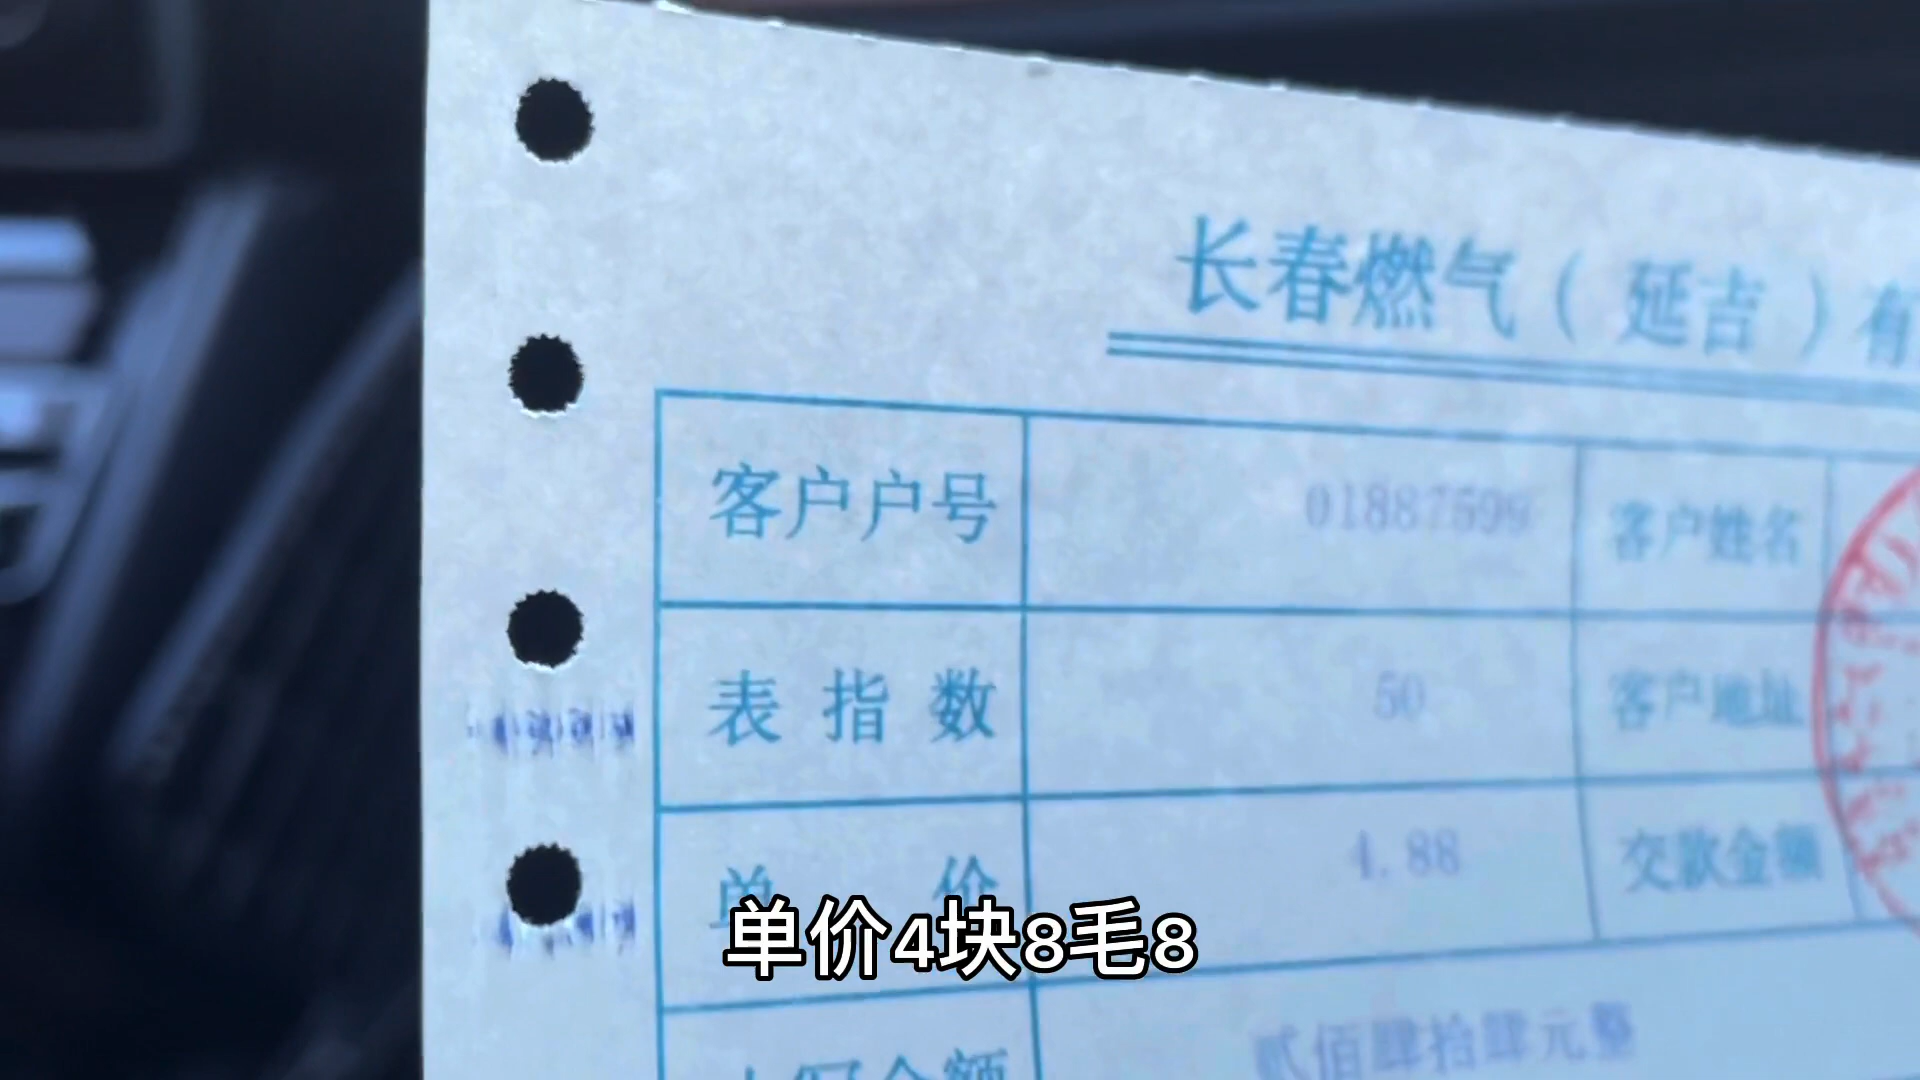 长春燃气（延吉）有
客户户号 01887599 客户姓名
表指数 50 客户地址
单价 4.88 交款金额
单价4块8毛8
贰佰肆拾肆元整